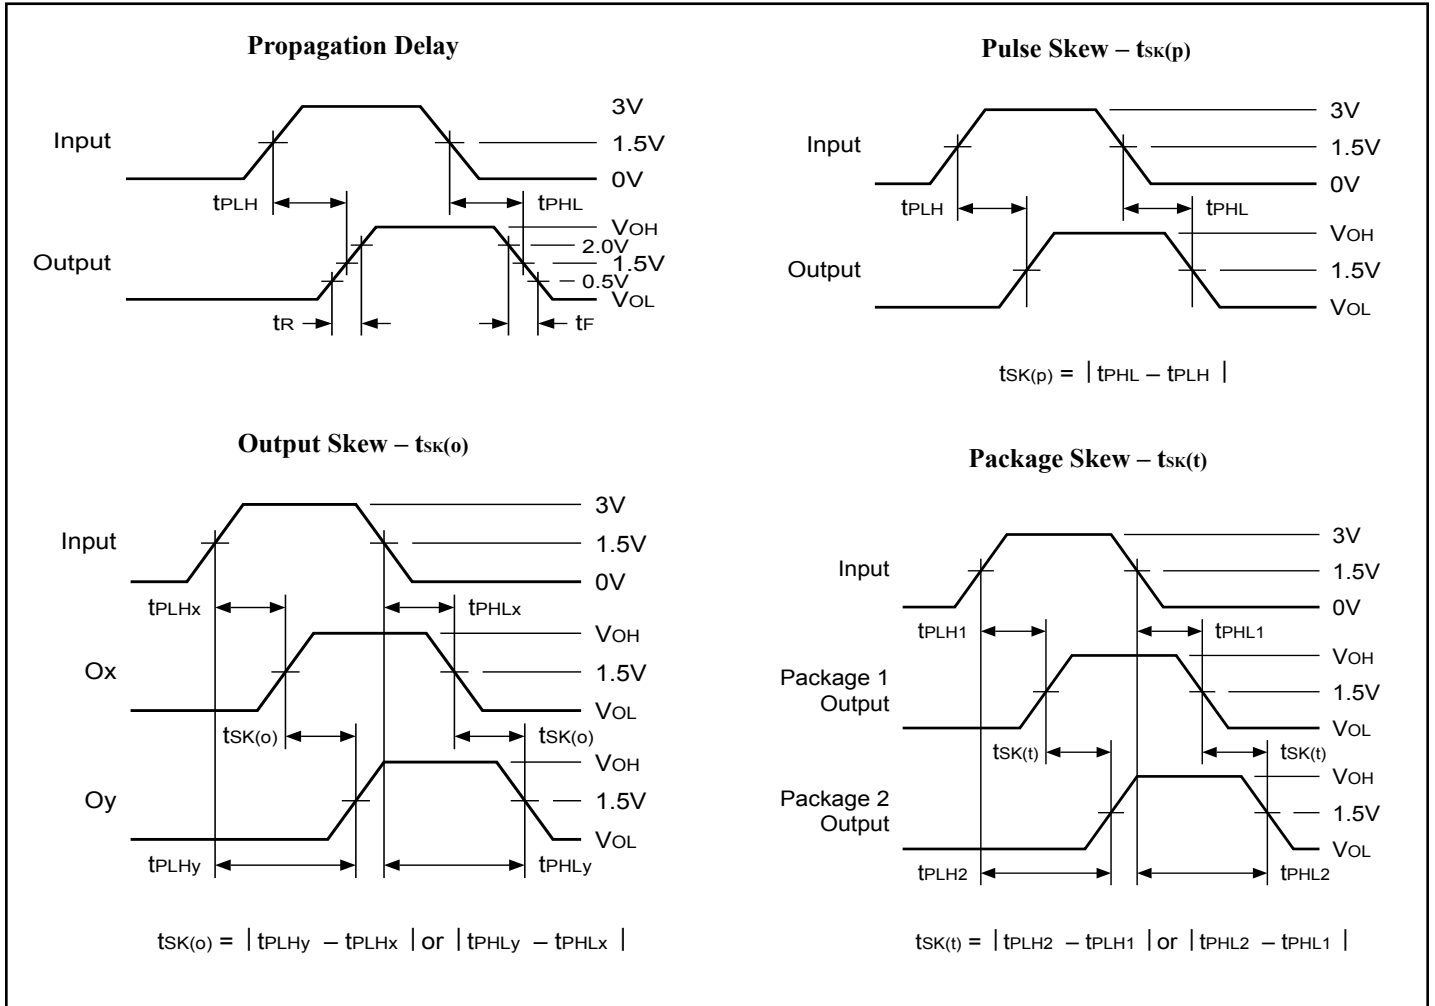 Propagation Delay
Input
3V
1.5V
0V
tPLH
tPHL
Output
VOH
2.0V
1.5V
0.5V
VOL
tR
tF
Pulse Skew – tSK(p)
Input
3V
1.5V
0V
tPLH
tPHL
Output
VOH
1.5V
VOL
tSK(p) = | tPHL – tPLH |
Output Skew – tSK(o)
Input
3V
1.5V
0V
tPLHx
tPHLx
Ox
VOH
1.5V
VOL
tSK(o)
tSK(o)
Oy
VOH
1.5V
VOL
tPLHy
tPHLy
tSK(o) = | tPLHy – tPLHx | or | tPHLy – tPHLx |
Package Skew – tSK(t)
Input
3V
1.5V
0V
tPLH1
tPHL1
Package 1
Output
VOH
1.5V
VOL
tSK(t)
tSK(t)
Package 2
Output
VOH
1.5V
VOL
tPLH2
tPHL2
tSK(t) = | tPLH2 – tPLH1 | or | tPHL2 – tPHL1 |